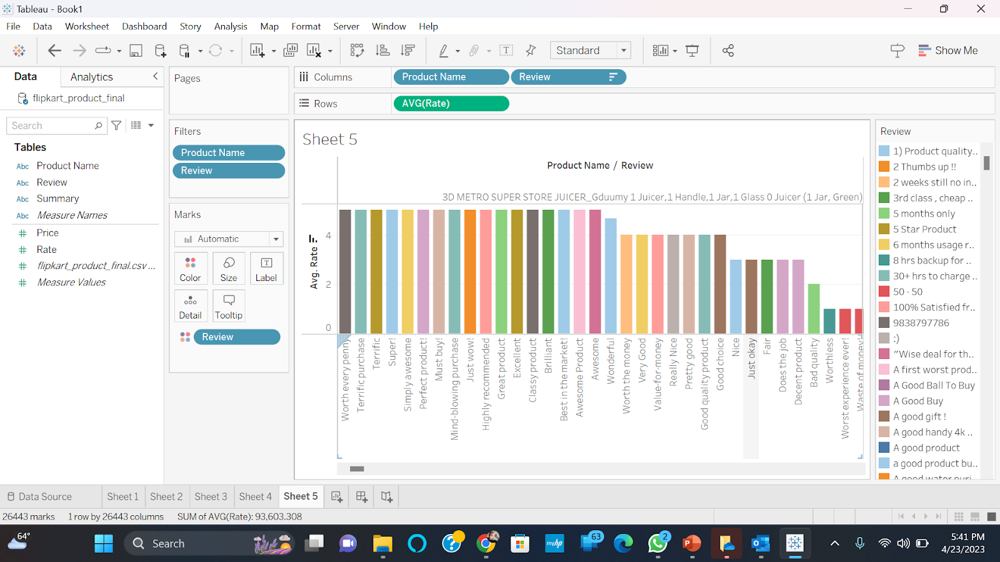 Tableau - Book1
File Data Worksheet Dashboard Story Analysis Map Format Server Window Help
Standard
Show Me
Data Analytics
flipkart_product_final
Search
Tables
Abc Product Name
Abc Review
Abc Summary
Abc Measure Names
# Price
# Rate
# flipkart_product_final.csv ...
# Measure Values
Pages
Filters
Product Name
Review
Marks
Automatic
Color Size Label
Detail Tooltip
Review
Columns Product Name Review
Rows AVG(Rate)
Sheet 5
Product Name / Review
3D METRO SUPER STORE JUICER_Gduumy 1 Juicer,1 Handle,1 Jar,1 Glass 0 Juicer (1 Jar, Green)
Avg. Rate
4
2
0
Worth every penny
Terrific purchase
Terrific
Super!
Simply awesome
Perfect product!
Must buy!
Mind-blowing purchase
Just wow!
Highly recommended
Great product
Excellent
Classy product
Brilliant
Best in the market!
Awesome Product
Awesome
Wonderful
Worth the money
Very Good
Value-for-money
Really Nice
Pretty good
Good quality product
Good choice
Nice
Just okay
Fair
Does the job
Decent product
Bad quality
Worthless
Worst experience ever!
Waste of money!
Review
1) Product quality..
2 Thumbs up !!
2 weeks still no in..
3rd class , cheap ..
5 months only
5 Star Product
6 months usage r..
8 hrs backup for ..
30+ hrs to charge ..
50 - 50
100% Satisfied fr..
9838797786
:)
"Wise deal for th..
A first worst prod..
A Good Ball To Buy
A Good Buy
A good gift !
A good handy 4k ..
A good product
a good product bu..
A good water puri..
Data Source Sheet 1 Sheet 2 Sheet 3 Sheet 4 Sheet 5
26443 marks 1 row by 26443 columns SUM of AVG(Rate): 93,603.308
64°
Search
myhp
63
2
5:41 PM
4/23/2023